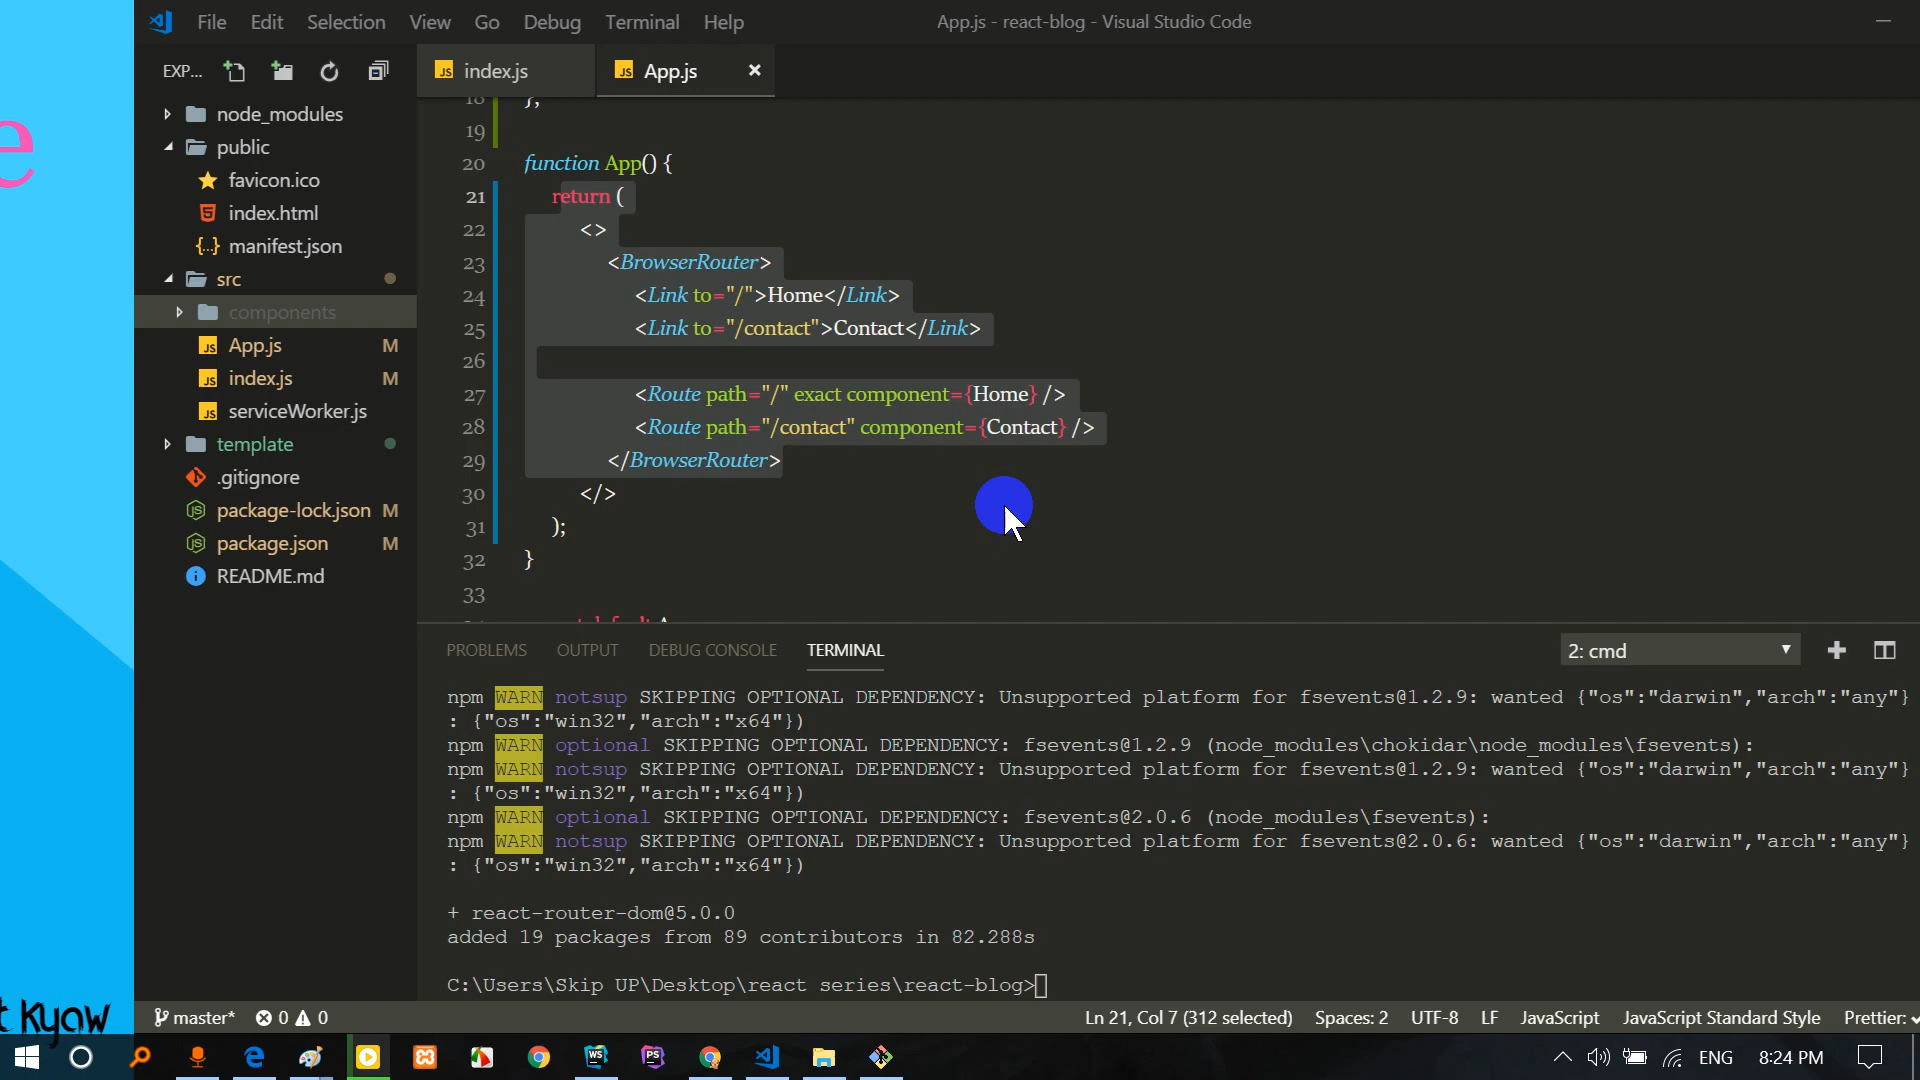 File Edit Selection View Go Debug Terminal Help
App.js - react-blog - Visual Studio Code
e
EXP...
index.js
App.js
node_modules
public
favicon.ico
index.html
manifest.json
src
components
App.js M
index.js M
serviceWorker.js
template
.gitignore
package-lock.json M
package.json M
README.md
18 };
19
20 function App() {
21 return (
22 <>
23 <BrowserRouter>
24 <Link to="/">Home</Link>
25 <Link to="/contact">Contact</Link>
26
27 <Route path="/" exact component={Home} />
28 <Route path="/contact" component={Contact} />
29 </BrowserRouter>
30 </>
31 );
32 }
33
PROBLEMS OUTPUT DEBUG CONSOLE TERMINAL
2: cmd
npm WARN notsup SKIPPING OPTIONAL DEPENDENCY: Unsupported platform for fsevents@1.2.9: wanted {"os":"darwin","arch":"any"}
: {"os":"win32","arch":"x64"})
npm WARN optional SKIPPING OPTIONAL DEPENDENCY: fsevents@1.2.9 (node_modules\chokidar\node_modules\fsevents):
npm WARN notsup SKIPPING OPTIONAL DEPENDENCY: Unsupported platform for fsevents@1.2.9: wanted {"os":"darwin","arch":"any"}
: {"os":"win32","arch":"x64"})
npm WARN optional SKIPPING OPTIONAL DEPENDENCY: fsevents@2.0.6 (node_modules\fsevents):
npm WARN notsup SKIPPING OPTIONAL DEPENDENCY: Unsupported platform for fsevents@2.0.6: wanted {"os":"darwin","arch":"any"}
: {"os":"win32","arch":"x64"})
+ react-router-dom@5.0.0
added 19 packages from 89 contributors in 82.288s
C:\Users\Skip UP\Desktop\react series\react-blog>
t Kyaw
master* 0 0
Ln 21, Col 7 (312 selected) Spaces: 2 UTF-8 LF JavaScript JavaScript Standard Style Prettier:
WS PS
ENG 8:24 PM